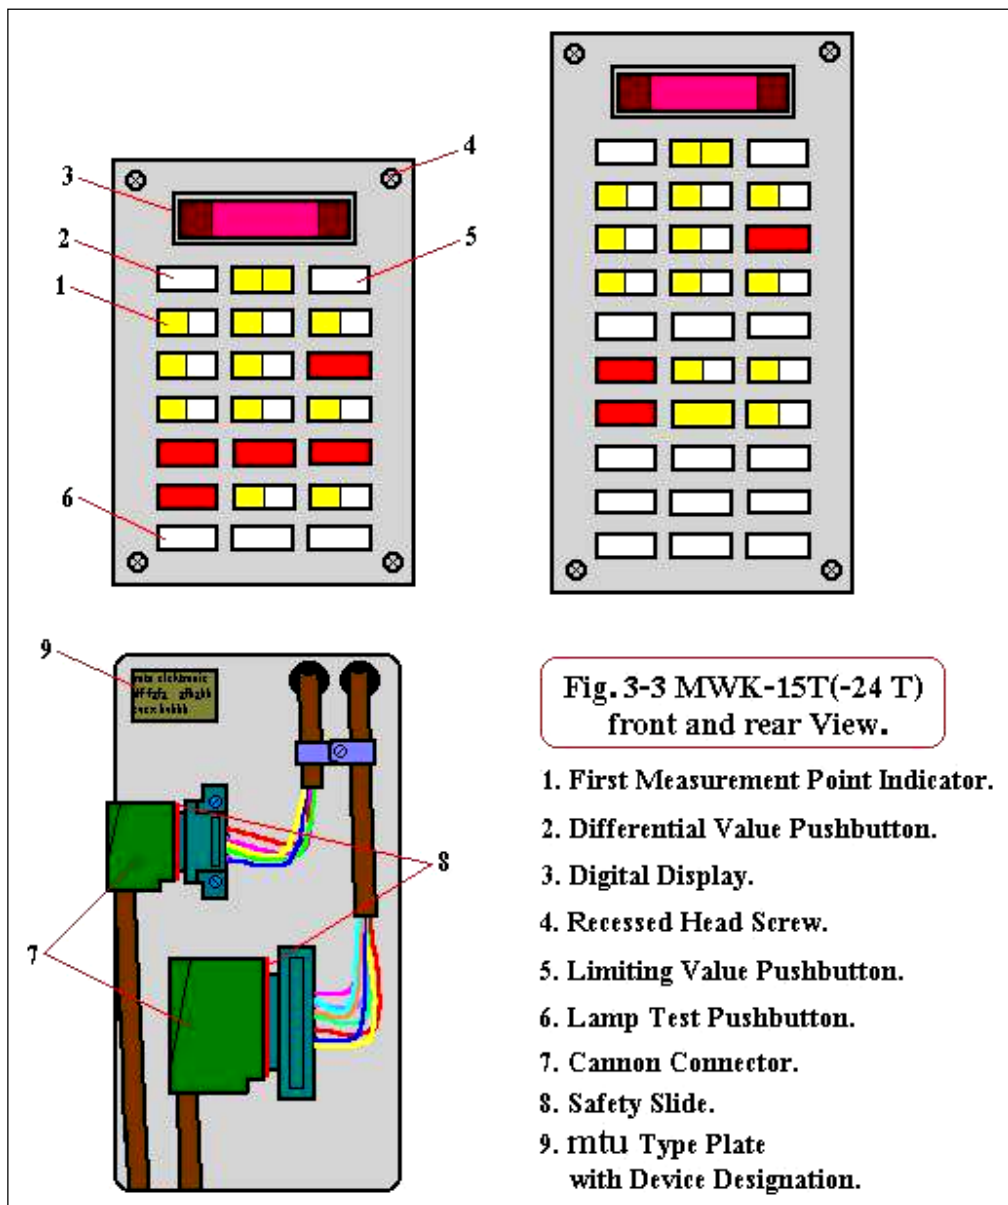 4
3
2
5
1
6
9
8
7
mtu elektronic
Fig. 3-3 MWK-15T(-24 T)
front and rear View.
1. First Measurement Point Indicator.
2. Differential Value Pushbutton.
3. Digital Display.
4. Recessed Head Screw.
5. Limiting Value Pushbutton.
6. Lamp Test Pushbutton.
7. Cannon Connector.
8. Safety Slide.
9. mtu Type Plate
with Device Designation.